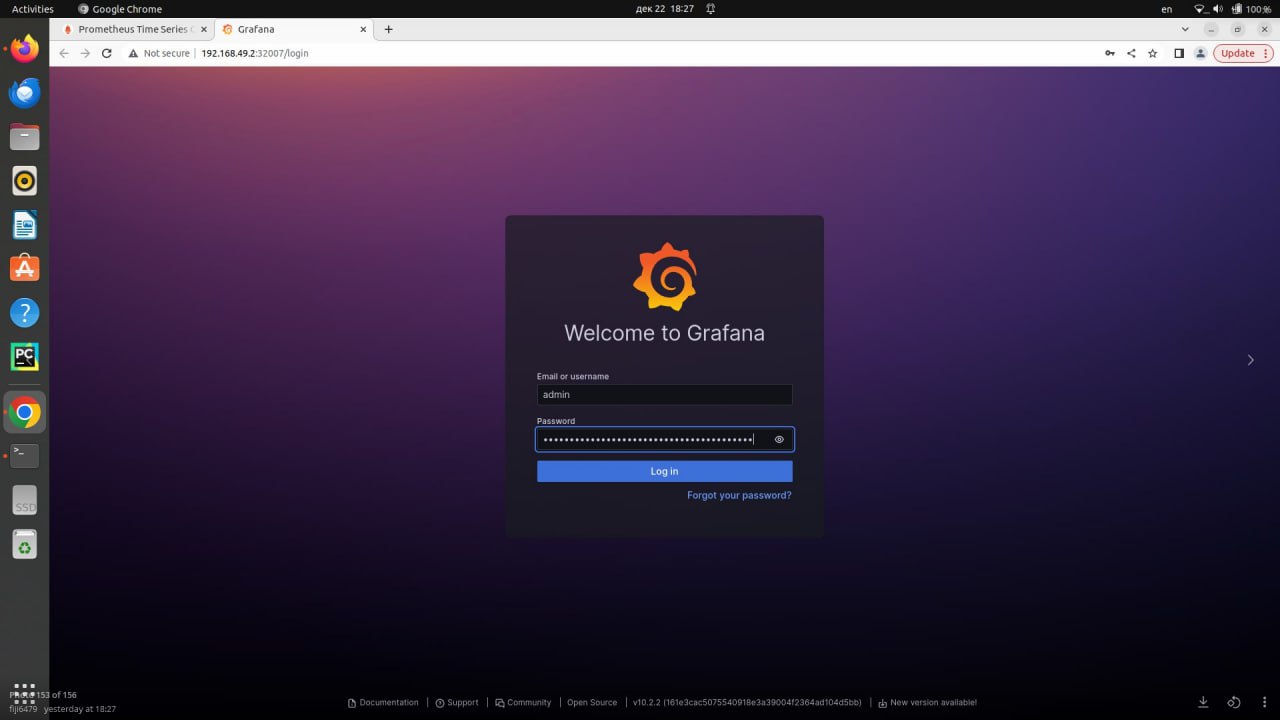 Activities
Google Chrome
дек 22 18:27
en
100%
Prometheus Time Series C
Grafana
Not secure
192.168.49.2:32007/login
Update
Welcome to Grafana
Email or username
admin
Password
Log in
Forgot your password?
PC
SSD
Photo 153 of 156
fiji6479 yesterday at 18:27
Documentation | Support | Community | Open Source | v10.2.2 (161e3cac5075540918e3a39004f2364ad104d5bb) | New version available!